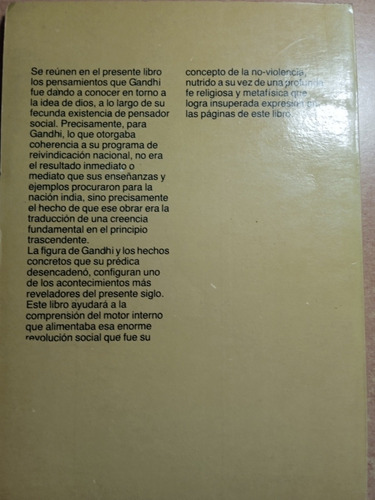 Se reúnen en el presente libro
los pensamientos que Gandhi
fue dando a conocer en torno a
la idea de dios, a lo largo de su
fecunda existencia de pensador
social. Precisamente, para
Gandhi, lo que otorgaba
coherencia a su programa de
reivindicación nacional, no era
el resultado inmediato o
mediato que sus enseñanzas y
ejemplos procuraron para la
nación india, sino precisamente
el hecho de que ese obrar era la
traducción de una creencia
fundamental en el principio
trascendente.
La figura de Gandhi y los hechos
concretos que su prédica
desencadenó, configuran uno
de los acontecimientos más
reveladores del presente siglo.
Este libro ayudará a la
comprensión del motor interno
que alimentaba esa enorme
revolución social que fue su
concepto de la no-violencia,
nutrido a su vez de una profunda
fe religiosa y metafísica que
logra insuperada expresión
las páginas de este libro